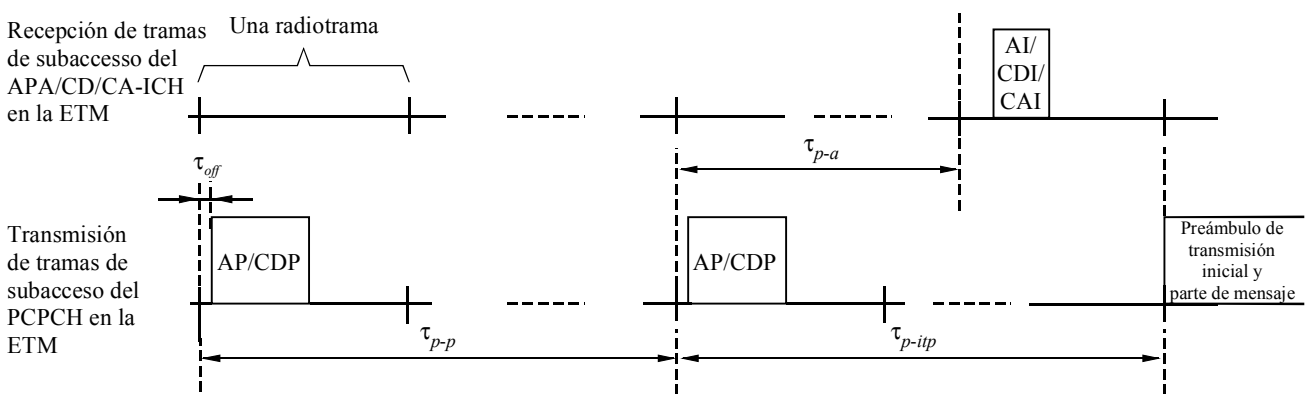 Recepción de tramas
de subaccesso del
APA/CD/CA-ICH
en la ETM
Una radiotrama
AI/
CDI/
CAI
τp-a
τoff
Transmisión
de tramas de
subacceso del
PCPCH en la
ETM
AP/CDP
AP/CDP
Preámbulo de
transmisión
inicial y
parte de mensaje
τp-p
τp-itp